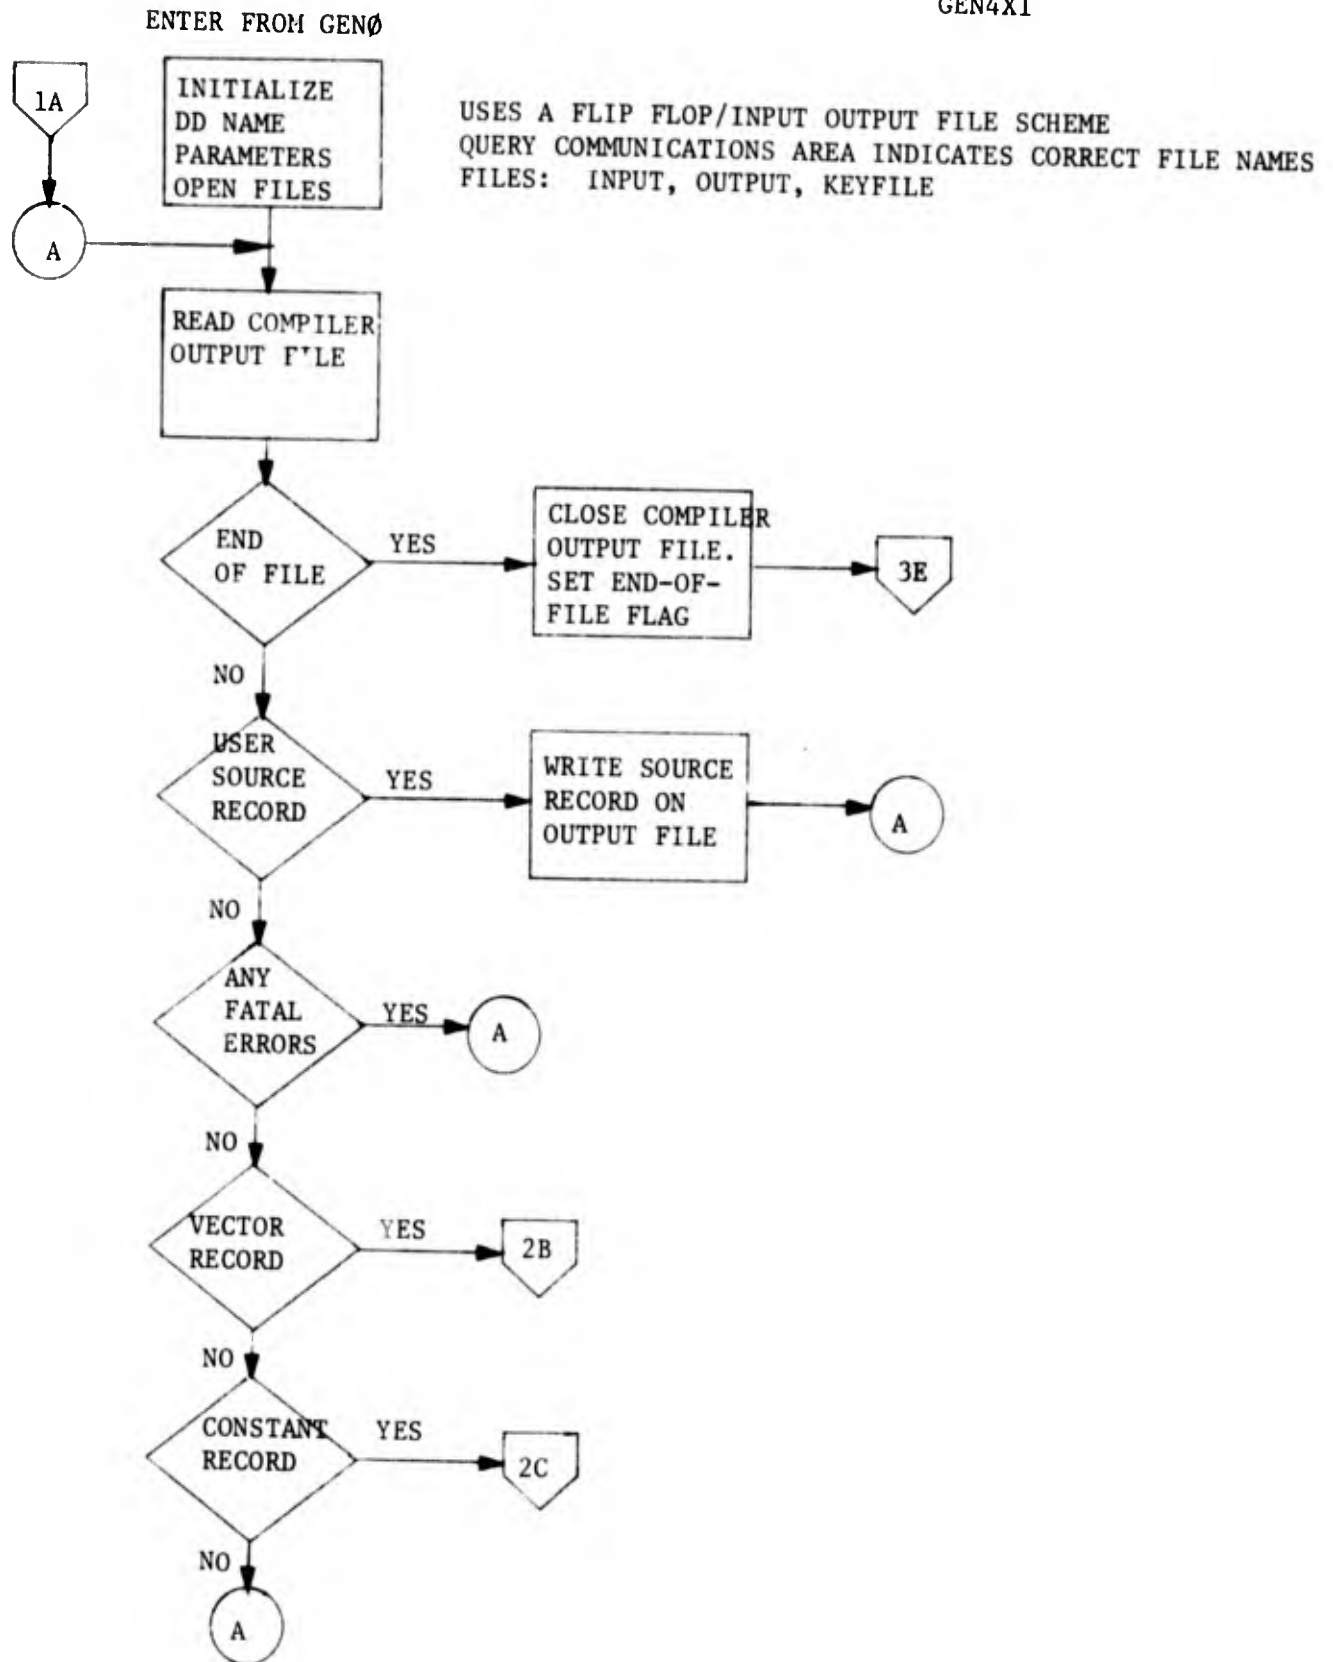 GEN4X1
ENTER FROM GENØ
1A
INITIALIZE
DD NAME
PARAMETERS
OPEN FILES
USES A FLIP FLOP/INPUT OUTPUT FILE SCHEME
QUERY COMMUNICATIONS AREA INDICATES CORRECT FILE NAMES
FILES: INPUT, OUTPUT, KEYFILE
A
READ COMPILER
OUTPUT FILE
END
OF FILE
YES
CLOSE COMPILER
OUTPUT FILE.
SET END-OF-
FILE FLAG
3E
NO
USER
SOURCE
RECORD
YES
WRITE SOURCE
RECORD ON
OUTPUT FILE
A
NO
ANY
FATAL
ERRORS
YES
A
NO
VECTOR
RECORD
YES
2B
NO
CONSTANT
RECORD
YES
2C
NO
A